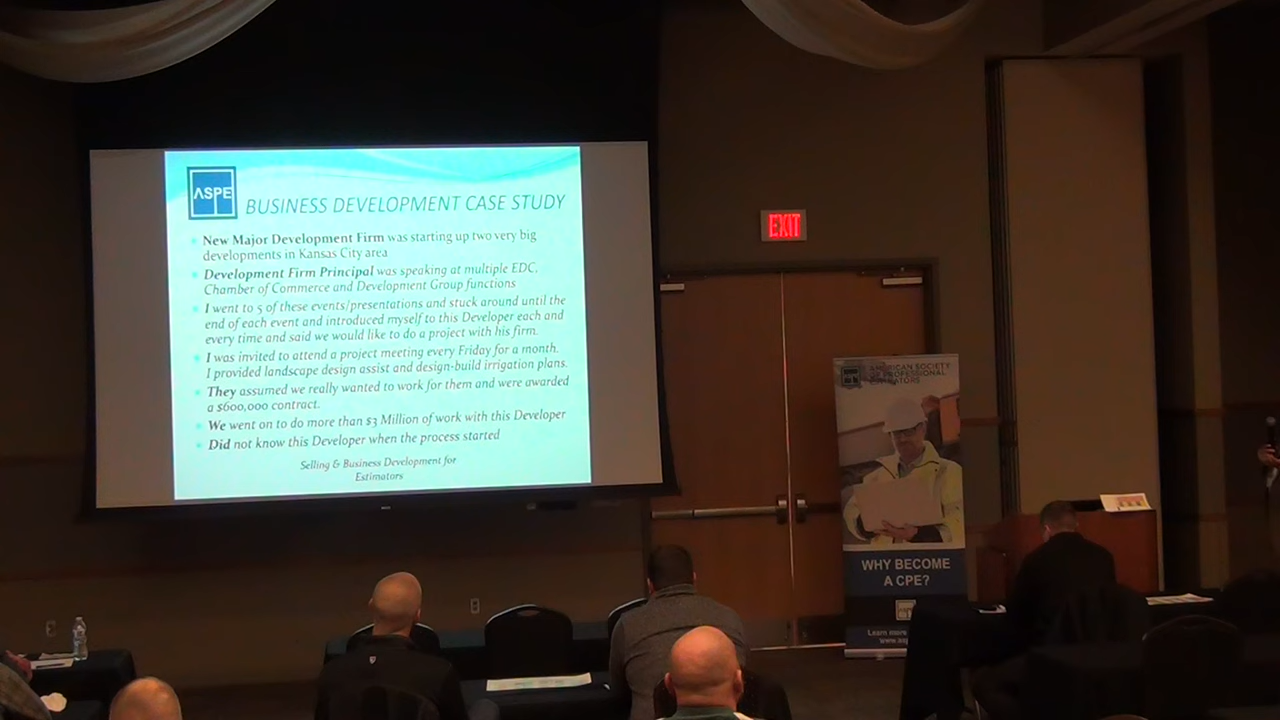 ASPE
BUSINESS DEVELOPMENT CASE STUDY
New Major Development Firm was starting up two very big
developments in Kansas City area
Development Firm Principal was speaking at multiple EDC,
Chamber of Commerce and Development Group functions
I went to 5 of these events/presentations and stuck around until the
end of each event and introduced myself to this Developer each and
every time and said we would like to do a project with his firm.
I was invited to attend a project meeting every Friday for a month.
I provided landscape design assist and design-build irrigation plans.
They assumed we really wanted to work for them and were awarded
a $600,000 contract.
We went on to do more than $3 Million of work with this Developer
Did not know this Developer when the process started
Selling & Business Development for
Estimators
EXIT
AMERICAN SOCIETY
OF PROFESSIONAL
ESTIMATORS
WHY BECOME
A CPE?
Learn more
www.asp